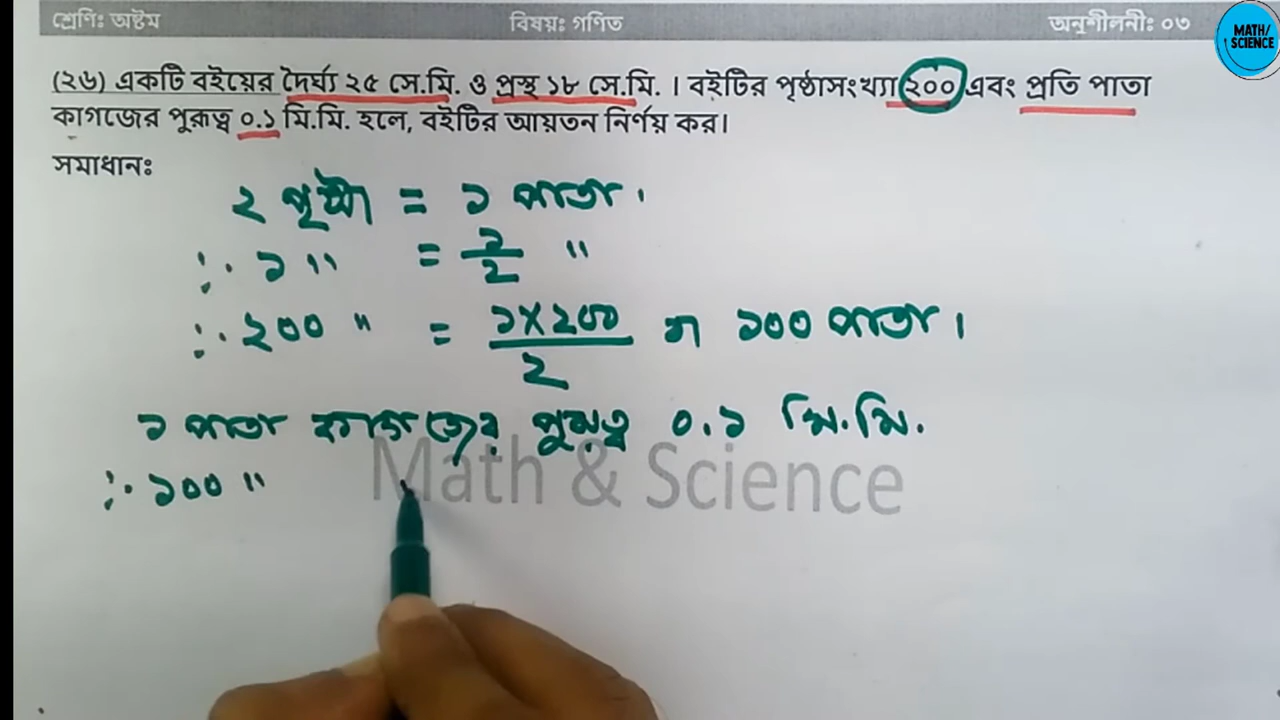 শ্রেণিঃ অষ্টম বিষয়ঃ গণিত অনুশীলনীঃ ০৩
MATH/
SCIENCE
(২৬) একটি বইয়ের দৈর্ঘ্য ২৫ সে.মি. ও প্রস্থ ১৮ সে.মি. । বইটির পৃষ্ঠাসংখ্যা ২০০ এবং প্রতি পাতা
কাগজের পুরুত্ব ০.১ মি.মি. হলে, বইটির আয়তন নির্ণয় কর।
সমাধানঃ
২ পৃষ্ঠা = ১ পাতা ।
∴ ১ " = ১/২ "
∴ ২০০ " = ১×২০০/২ বা ১০০ পাতা ।
১ পাতা কাগজের পুরুত্ব ০.১ মি.মি.
∴ ১০০ "
Math & Science